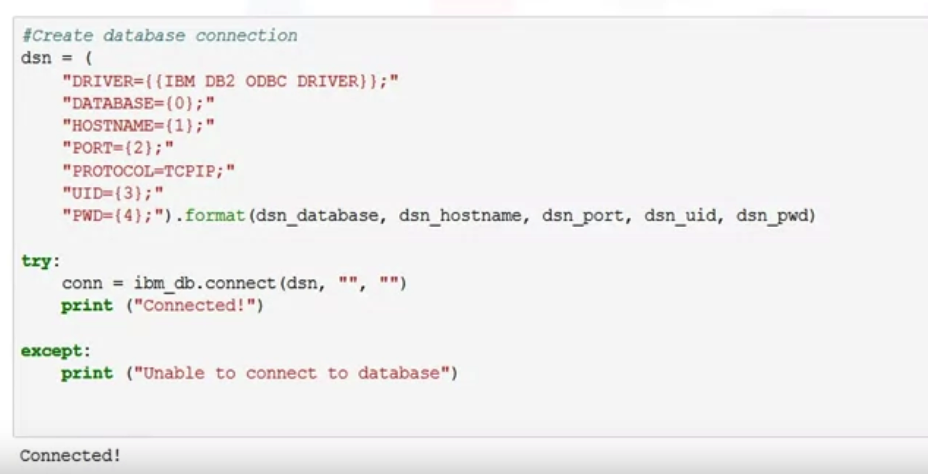 #Create database connection
dsn = (
    "DRIVER={{IBM DB2 ODBC DRIVER}};"
    "DATABASE={0};"
    "HOSTNAME={1};"
    "PORT={2};"
    "PROTOCOL=TCPIP;"
    "UID={3};"
    "PWD={4};").format(dsn_database, dsn_hostname, dsn_port, dsn_uid, dsn_pwd)
try:
    conn = ibm_db.connect(dsn, "", "")
    print ("Connected!")
except:
    print ("Unable to connect to database")
Connected!